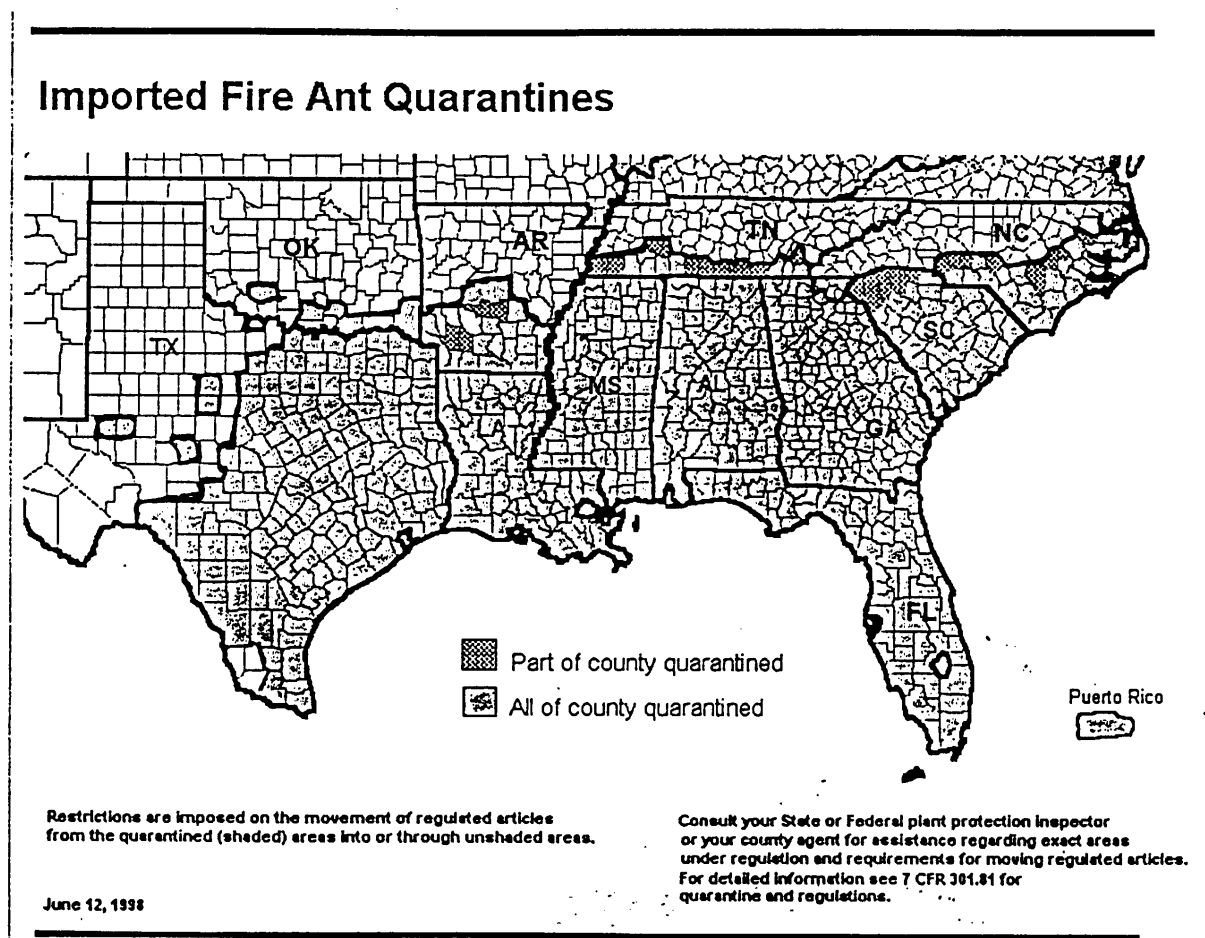 Imported Fire Ant Quarantines
OK
AR
TN
NC
TX
SC
MS
AL
LA
GA
FL
Part of county quarantined
All of county quarantined
Puerto Rico
Restrictions are imposed on the movement of regulated articles
from the quarantined (shaded) areas into or through unshaded areas.
Consult your State or Federal plant protection inspector
or your county agent for assistance regarding exact areas
under regulation and requirements for moving regulated articles.
For detailed information see 7 CFR 301.81 for
quarantine and regulations.
June 12, 1998